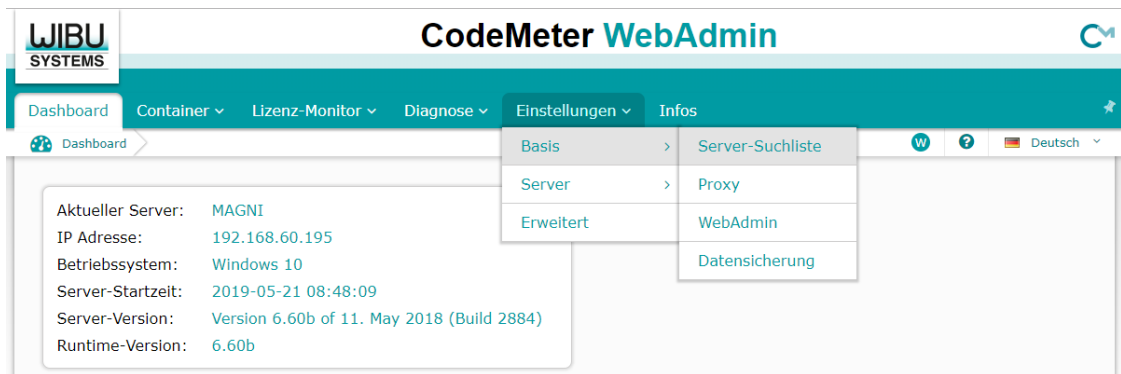 WIBU
SYSTEMS
CodeMeter WebAdmin
Dashboard Container Lizenz-Monitor Diagnose Einstellungen Infos
Dashboard
W ? Deutsch
Basis
Server
Erweitert
Server-Suchliste
Proxy
WebAdmin
Datensicherung
Aktueller Server: MAGNI
IP Adresse: 192.168.60.195
Betriebssystem: Windows 10
Server-Startzeit: 2019-05-21 08:48:09
Server-Version: Version 6.60b of 11. May 2018 (Build 2884)
Runtime-Version: 6.60b